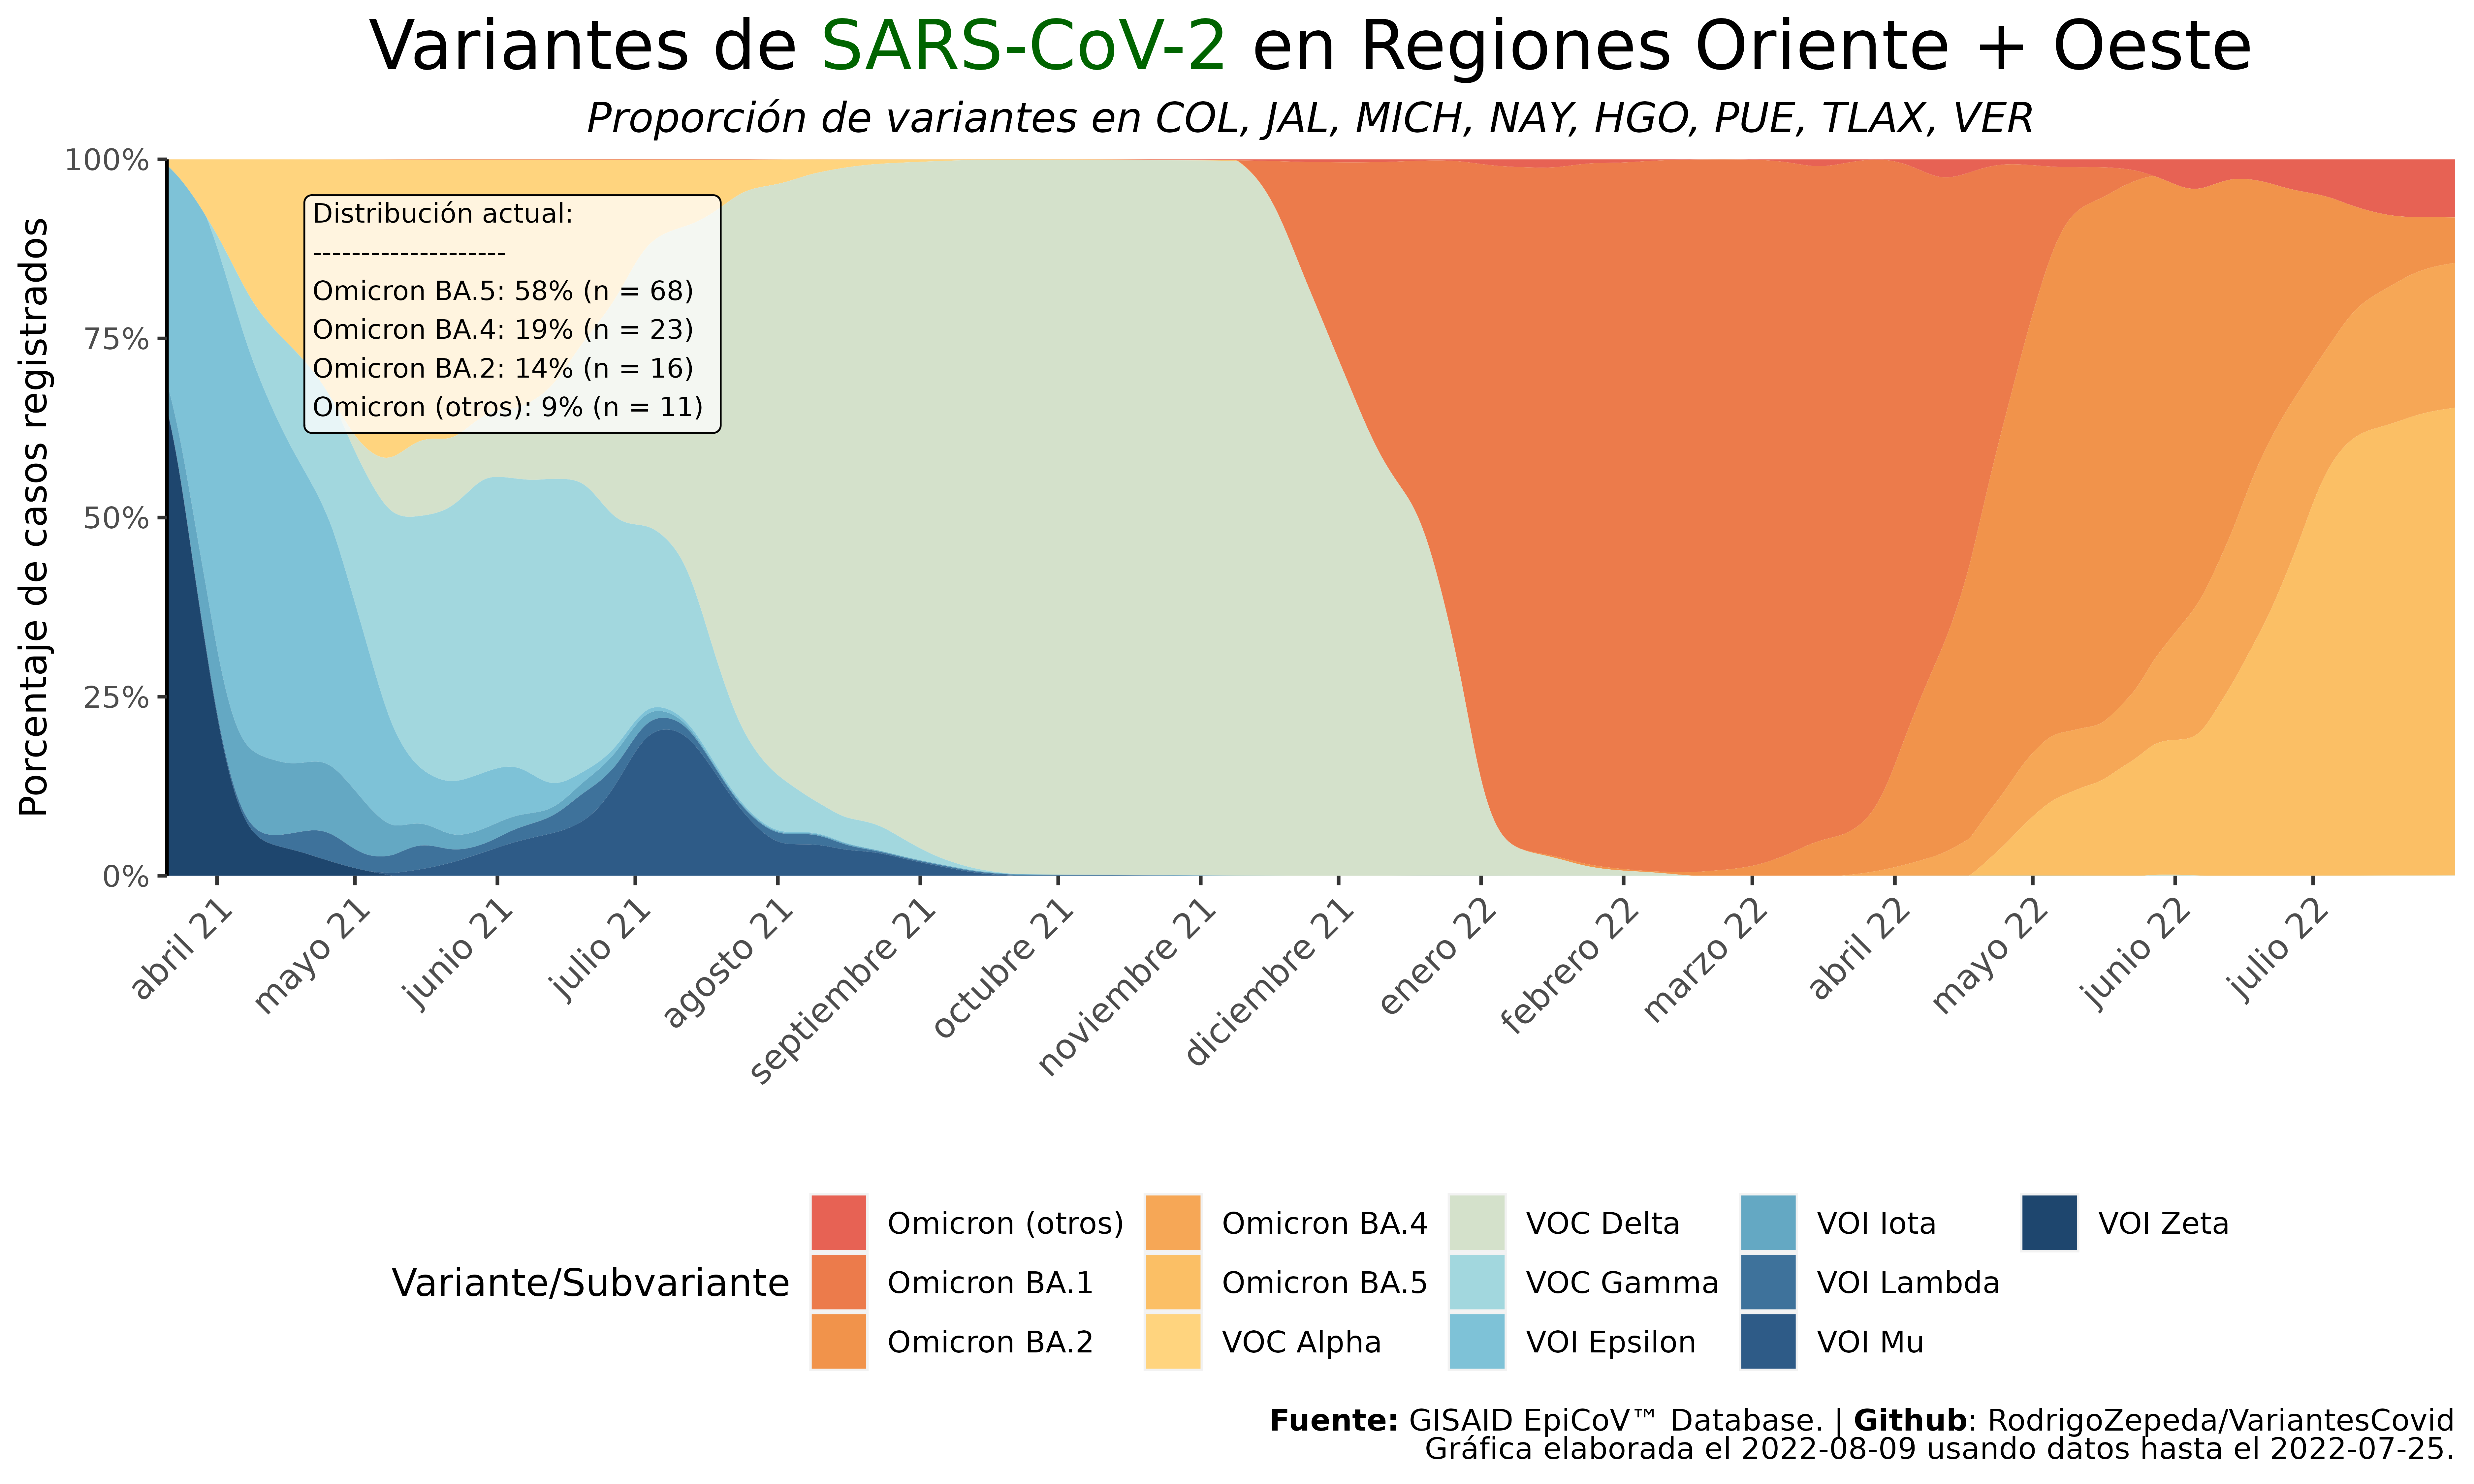 Variantes de SARS-CoV-2 en Regiones Oriente + Oeste
Proporción de variantes en COL, JAL, MICH, NAY, HGO, PUE, TLAX, VER
Porcentaje de casos registrados
100%
75%
50%
25%
0%
Distribución actual:
--------------------
Omicron BA.5: 58% (n = 68)
Omicron BA.4: 19% (n = 23)
Omicron BA.2: 14% (n = 16)
Omicron (otros): 9% (n = 11)
abril 21
mayo 21
junio 21
julio 21
agosto 21
septiembre 21
octubre 21
noviembre 21
diciembre 21
enero 22
febrero 22
marzo 22
abril 22
mayo 22
junio 22
julio 22
Variante/Subvariante
Omicron (otros)
Omicron BA.1
Omicron BA.2
Omicron BA.4
Omicron BA.5
VOC Alpha
VOC Delta
VOC Gamma
VOI Epsilon
VOI Iota
VOI Lambda
VOI Mu
VOI Zeta
Fuente: GISAID EpiCoV™ Database. | Github: RodrigoZepeda/VariantesCovid
Gráfica elaborada el 2022-08-09 usando datos hasta el 2022-07-25.